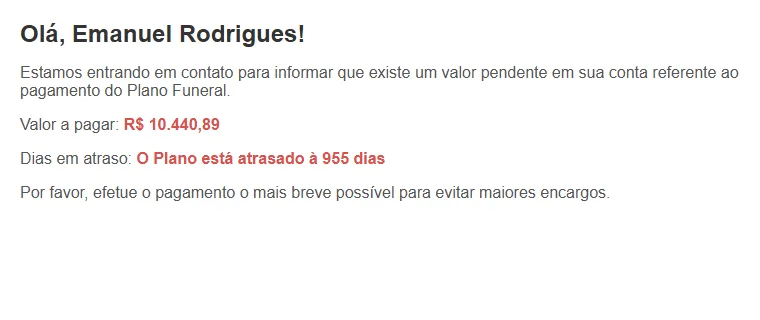 Olá, Emanuel Rodrigues!
Estamos entrando em contato para informar que existe um valor pendente em sua conta referente ao
pagamento do Plano Funeral.
Valor a pagar: R$ 10.440,89
Dias em atraso: O Plano está atrasado à 955 dias
Por favor, efetue o pagamento o mais breve possível para evitar maiores encargos.